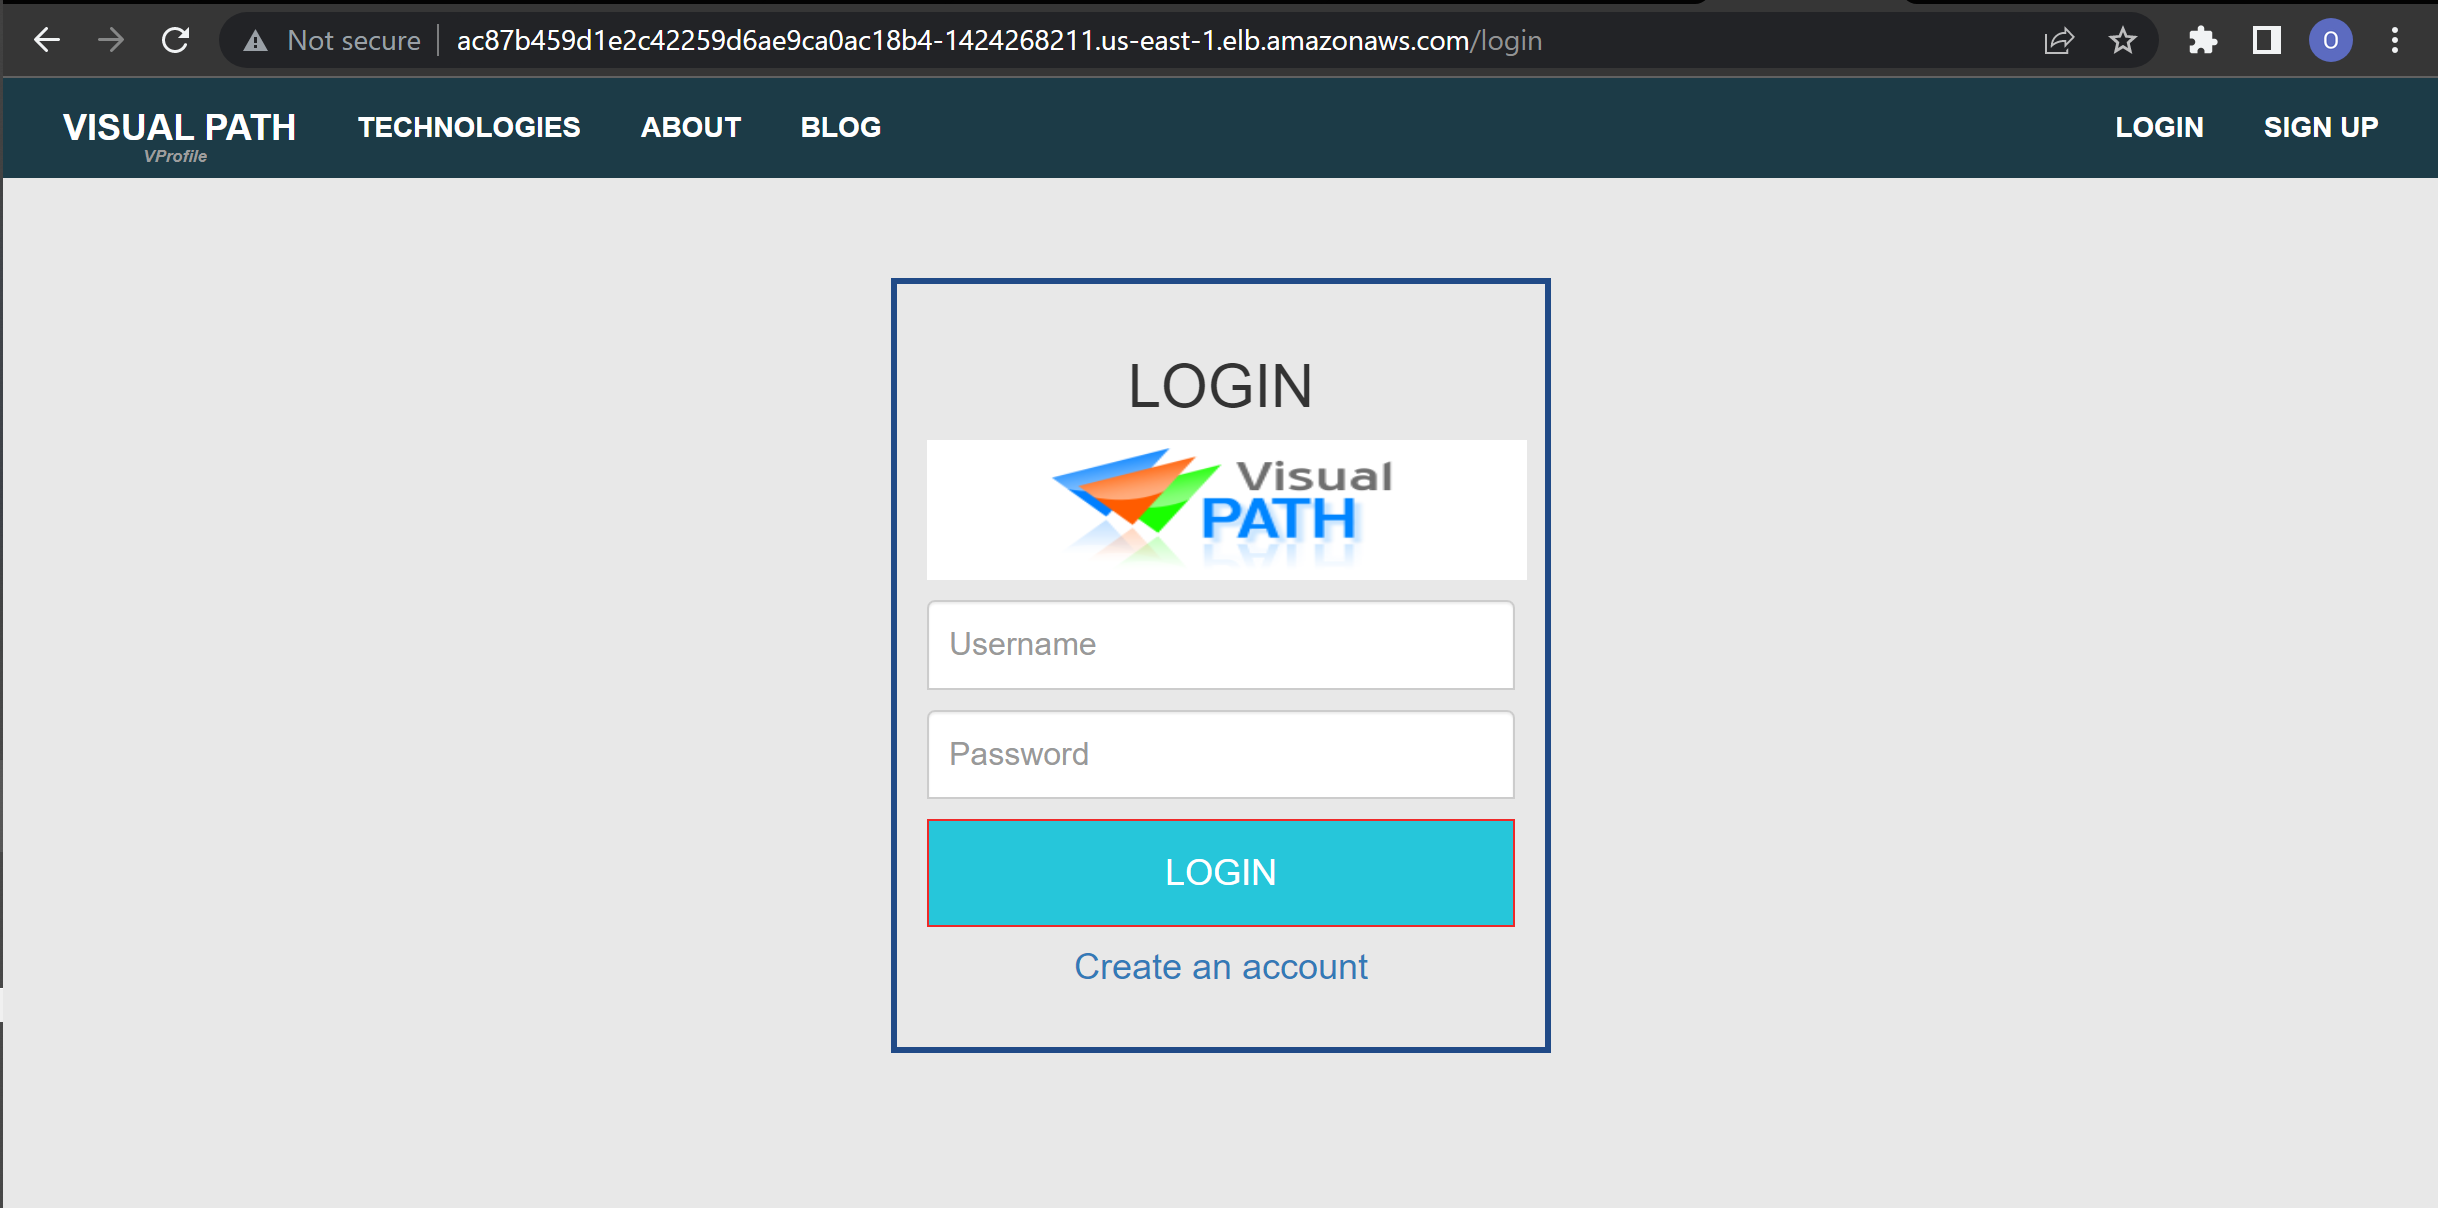 Not secure ac87b459d1e2c42259d6ae9ca0ac18b4-1424268211.us-east-1.elb.amazonaws.com/login O
VISUAL PATH TECHNOLOGIES ABOUT BLOG LOGIN SIGN UP
VProfile
LOGIN
Visual
PATH
Username
Password
LOGIN
Create an account